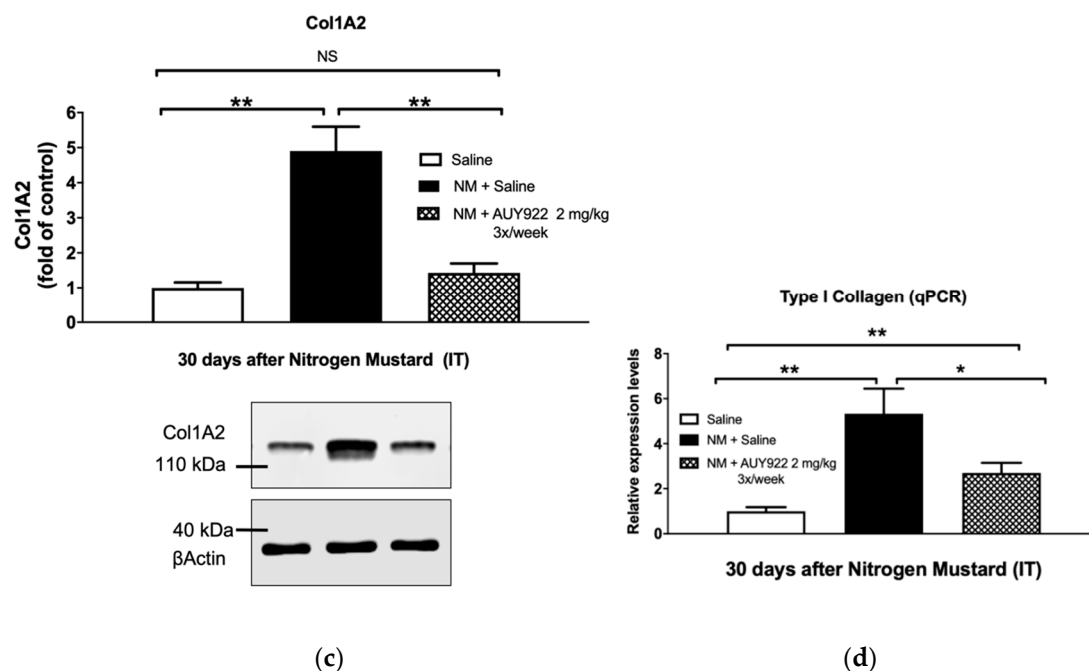 Col1A2
NS
**
**
Col1A2
(fold of control)
6
5
4
3
2
1
0
Saline
NM + Saline
NM + AUY922 2 mg/kg
3x/week
30 days after Nitrogen Mustard (IT)
Col1A2
110 kDa
40 kDa
βActin
(c)
Type I Collagen (qPCR)
**
**
*
Relative expression levels
8
6
4
2
0
Saline
NM + Saline
NM + AUY922 2 mg/kg
3x/week
30 days after Nitrogen Mustard (IT)
(d)